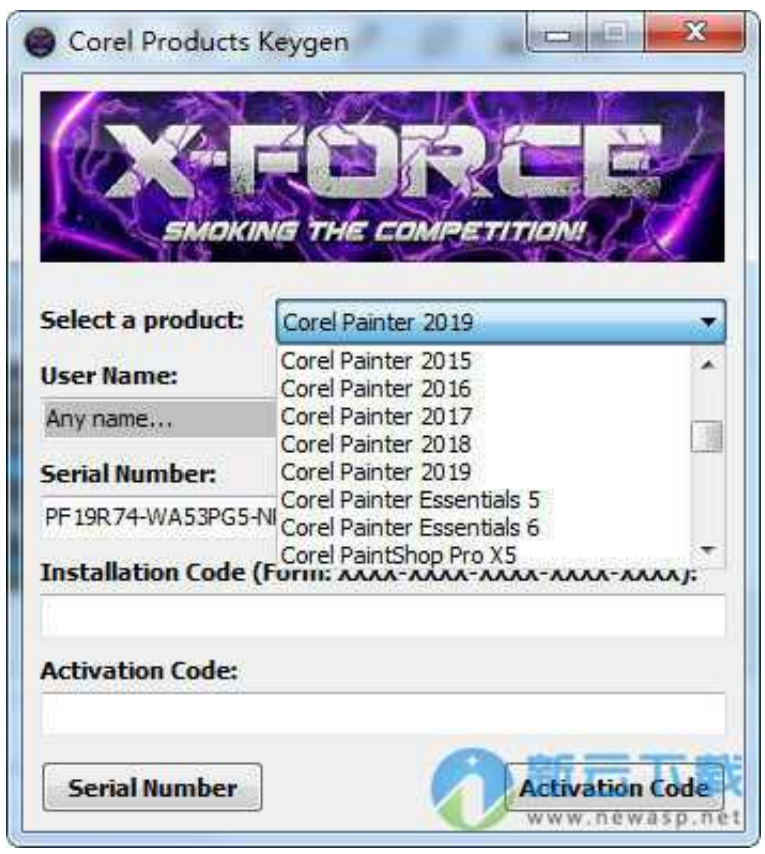 Corel Products Keygen
X-FORCE
SMOKING THE COMPETITION!
Select a product:
Corel Painter 2019
Corel Painter 2015
Corel Painter 2016
Corel Painter 2017
Corel Painter 2018
Corel Painter 2019
Corel Painter Essentials 5
Corel Painter Essentials 6
Corel PaintShop Pro X5
User Name:
Any name...
Serial Number:
PF19R74-WA53PG5-
Installation Code (Form: XXXX-XXXX-XXXX-XXXX-XXXX):
Activation Code:
Serial Number
Activation Code
新云下载
www.newasp.net